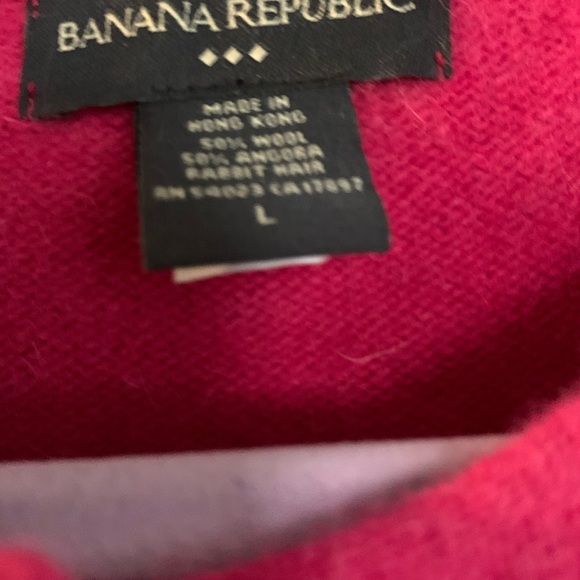 BANANA REPUBLIC
MADE IN
HONG KONG
50% WOOL
50% ANGORA
RABBIT HAIR
RN 54023 CA17897
L